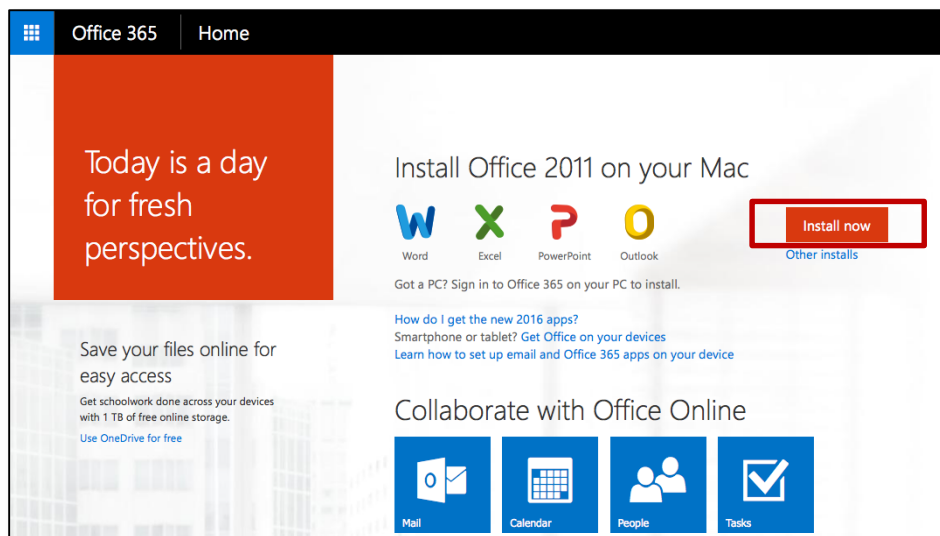 Office 365 Home
Today is a day
for fresh
perspectives.
Install Office 2011 on your Mac
Word Excel PowerPoint Outlook
Install now
Other installs
Got a PC? Sign in to Office 365 on your PC to install.
How do I get the new 2016 apps?
Smartphone or tablet? Get Office on your devices
Learn how to set up email and Office 365 apps on your device
Save your files online for
easy access
Get schoolwork done across your devices
with 1 TB of free online storage.
Use OneDrive for free
Collaborate with Office Online
Mail Calendar People Tasks